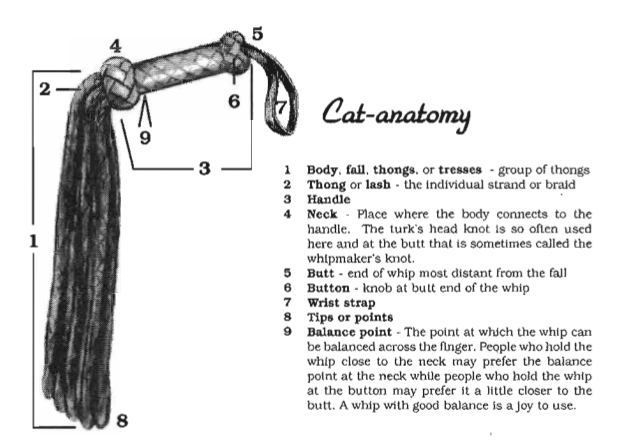 4
5
2
6
7
Cat-anatomy
9
3
1 Body, fall, thongs, or tresses - group of thongs
2 Thong or lash - the individual strand or braid
3 Handle
4 Neck - Place where the body connects to the
handle. The turk's head knot is so often used
here and at the butt that is sometimes called the
whipmaker's knot.
1
5 Butt - end of whip most distant from the fall
6 Button - knob at butt end of the whip
7 Wrist strap
8 Tips or points
9 Balance point - The point at which the whip can
be balanced across the finger. People who hold the
whip close to the neck may prefer the balance
point at the neck while people who hold the whip
at the button may prefer it a little closer to the
butt. A whip with good balance is a joy to use.
8